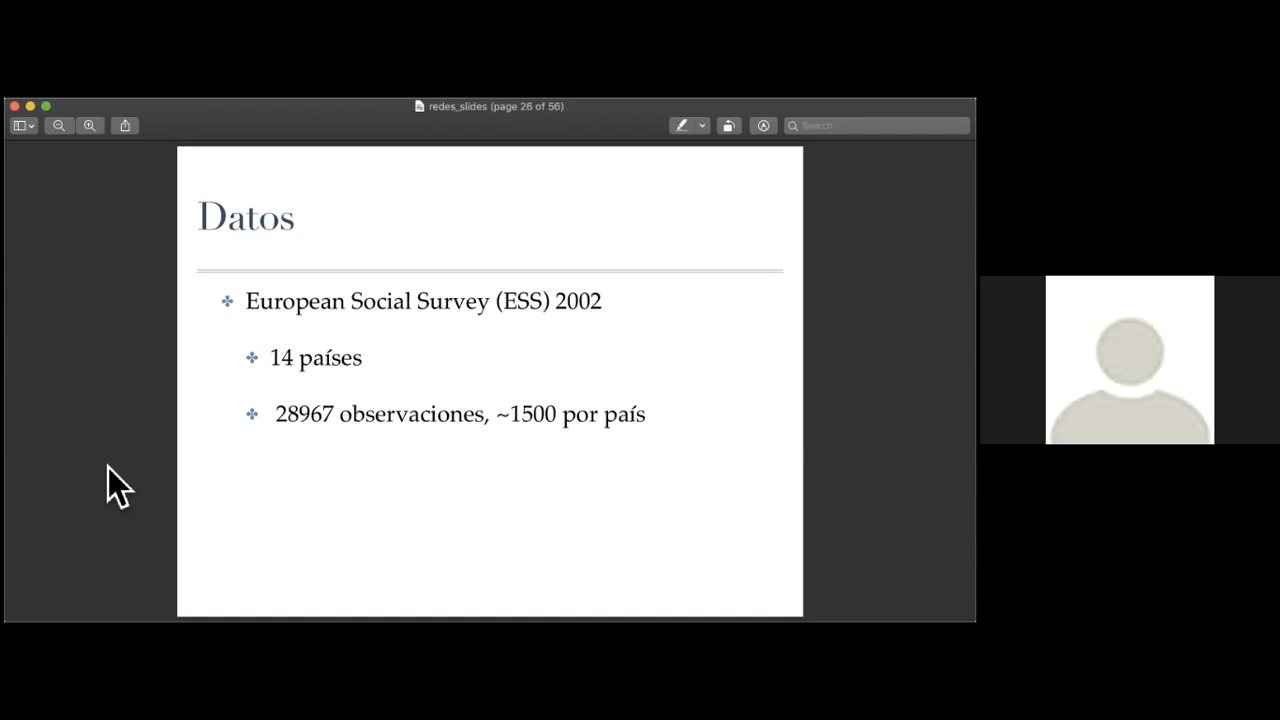 redes_slides (page 26 of 56)
Search
Datos
European Social Survey (ESS) 2002
14 países
28967 observaciones, ~1500 por país